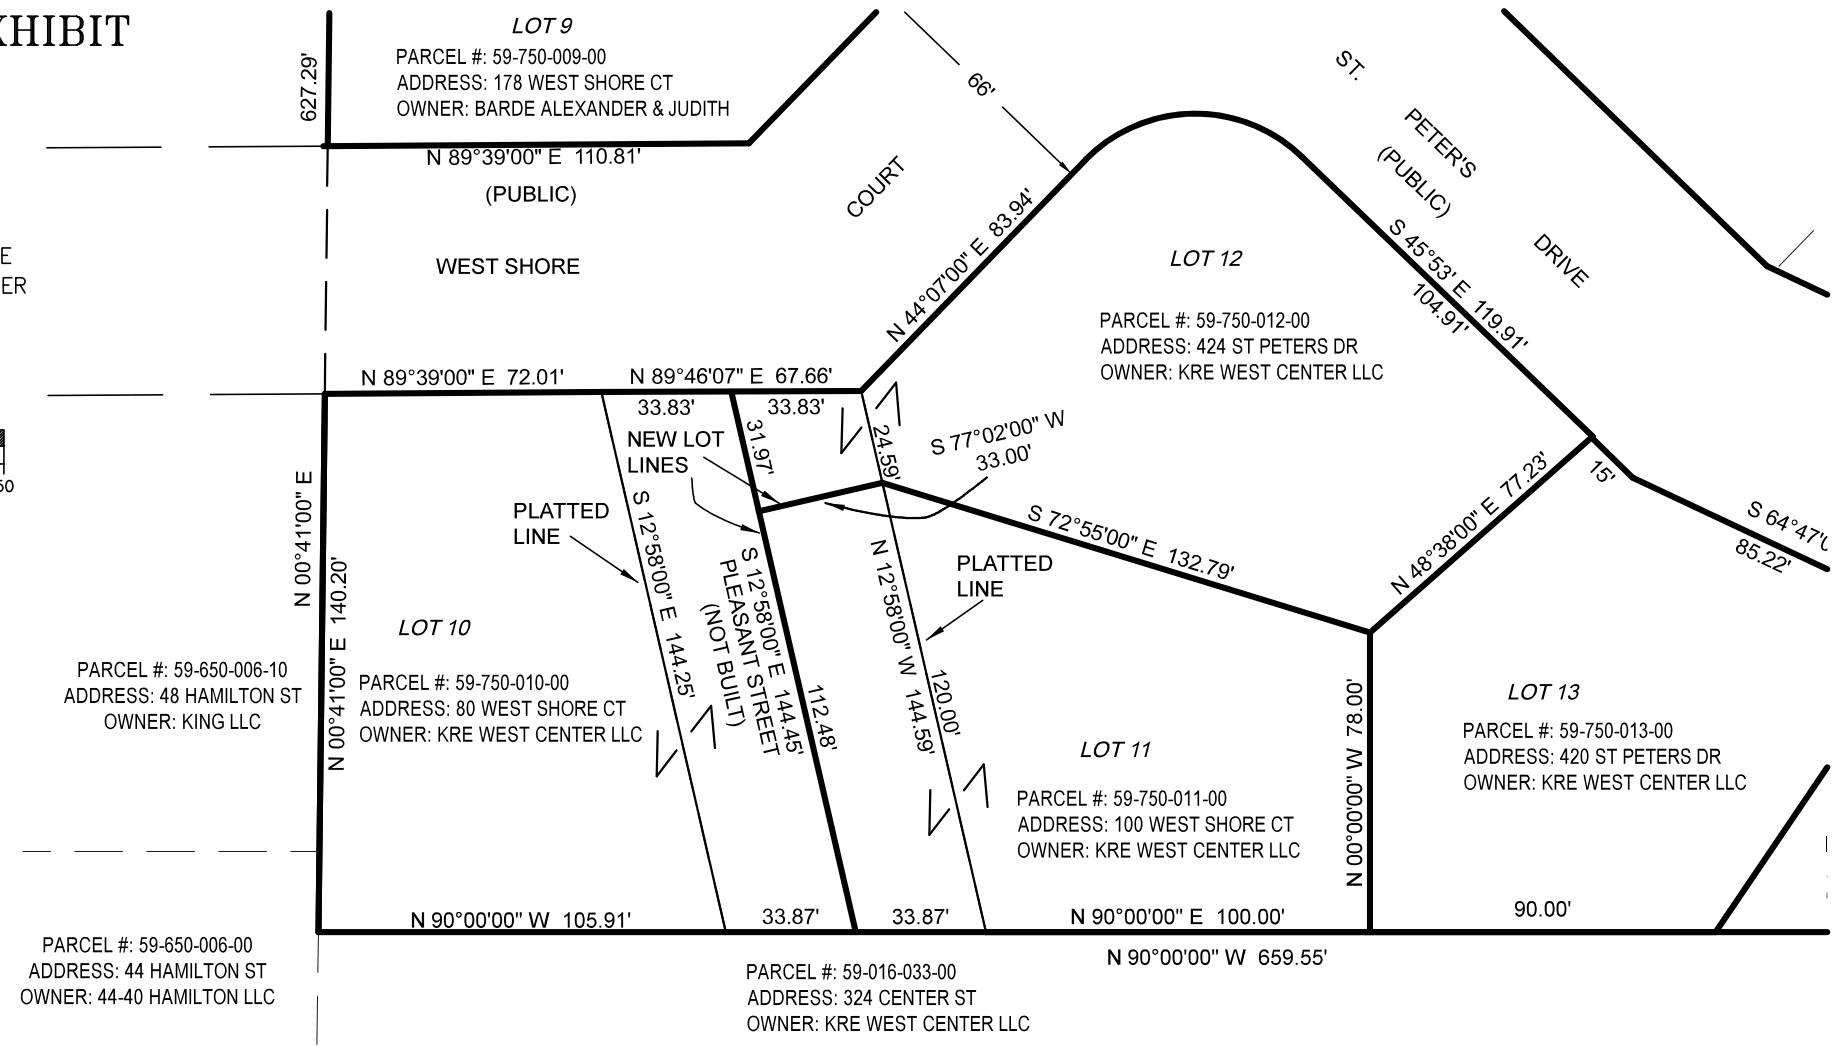 XHIBIT
LOT 9
PARCEL #: 59-750-009-00
ADDRESS: 178 WEST SHORE CT
OWNER: BARDE ALEXANDER & JUDITH
627.29'
N 89°39'00" E 110.81'
(PUBLIC)
WEST SHORE
COURT
66'
ST.
PETER'S
(PUBLIC)
DRIVE
E
ER
50
N 44°07'00" E 83.94'
S 45°53' E 119.91'
104.91'
LOT 12
PARCEL #: 59-750-012-00
ADDRESS: 424 ST PETERS DR
OWNER: KRE WEST CENTER LLC
N 89°39'00" E 72.01'
N 89°46'07" E 67.66'
33.83'
33.83'
NEW LOT
LINES
31.97'
24.59'
S 77°02'00" W
33.00'
PLATTED
LINE
S 12°58'00" E 144.25'
S 12°58'00" E 144.45'
PLEASANT STREET
(NOT BUILT)
112.48'
N 12°58'00" W 144.59'
120.00'
PLATTED
LINE
S 72°55'00" E 132.79'
N 48°38'00" E 77.23'
15'
S 64°47'
85.22'
N 00°41'00" E
N 00°41'00" E 140.20'
LOT 10
PARCEL #: 59-750-010-00
ADDRESS: 80 WEST SHORE CT
OWNER: KRE WEST CENTER LLC
PARCEL #: 59-650-006-10
ADDRESS: 48 HAMILTON ST
OWNER: KING LLC
LOT 11
PARCEL #: 59-750-011-00
ADDRESS: 100 WEST SHORE CT
OWNER: KRE WEST CENTER LLC
N 00°00'00" W 78.00'
LOT 13
PARCEL #: 59-750-013-00
ADDRESS: 420 ST PETERS DR
OWNER: KRE WEST CENTER LLC
N 90°00'00" W 105.91'
33.87'
33.87'
N 90°00'00" E 100.00'
90.00'
N 90°00'00" W 659.55'
PARCEL #: 59-650-006-00
ADDRESS: 44 HAMILTON ST
OWNER: 44-40 HAMILTON LLC
PARCEL #: 59-016-033-00
ADDRESS: 324 CENTER ST
OWNER: KRE WEST CENTER LLC